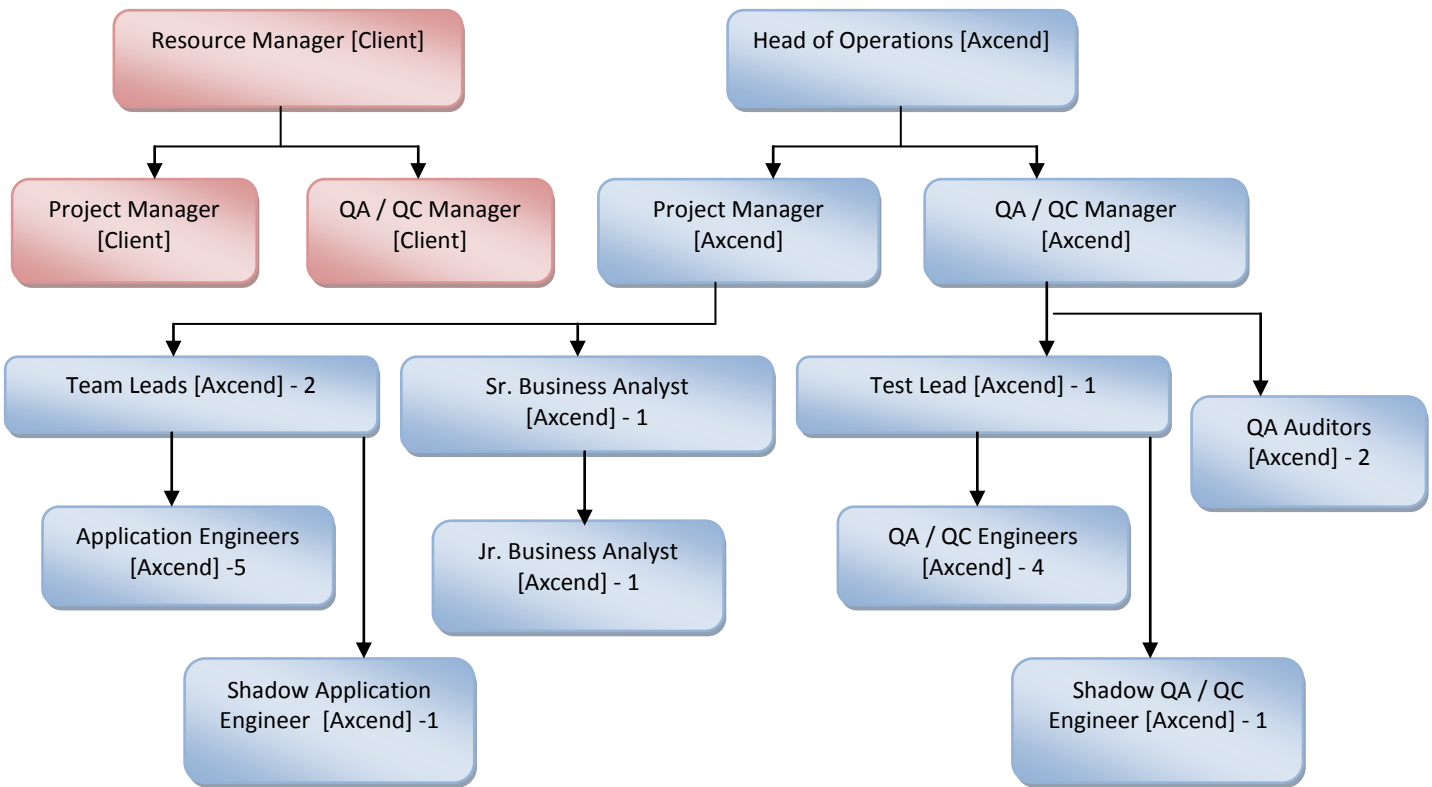 Resource Manager [Client]
Head of Operations [Axcend]
Project Manager
[Client]
QA / QC Manager
[Client]
Project Manager
[Axcend]
QA / QC Manager
[Axcend]
Team Leads [Axcend] - 2
Sr. Business Analyst
[Axcend] - 1
Test Lead [Axcend] - 1
QA Auditors
[Axcend] - 2
Application Engineers
[Axcend] -5
Jr. Business Analyst
[Axcend] - 1
QA / QC Engineers
[Axcend] - 4
Shadow Application
Engineer  [Axcend] -1
Shadow QA / QC
Engineer [Axcend] - 1